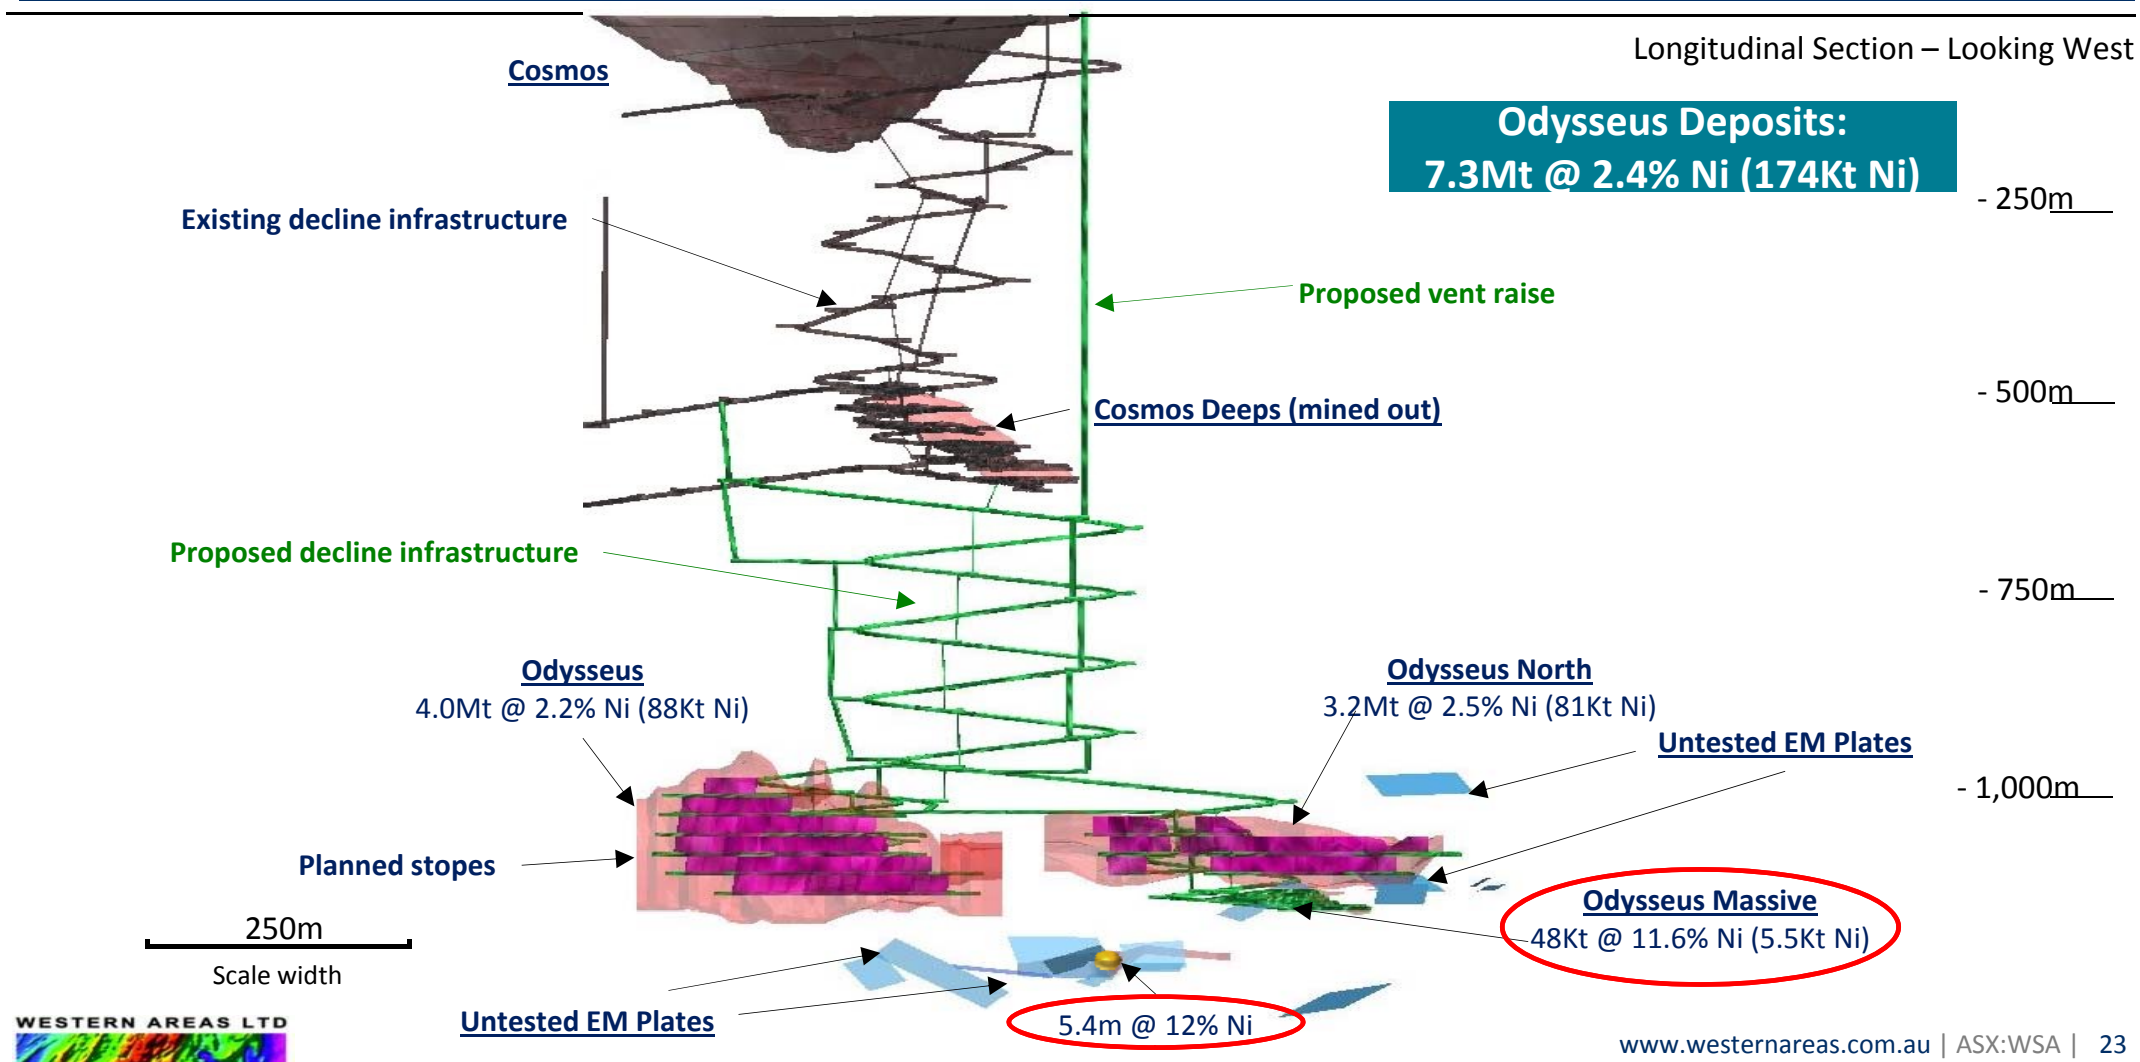 Longitudinal Section – Looking West
Cosmos
Odysseus Deposits:
7.3Mt @ 2.4% Ni (174Kt Ni)
- 250m
Existing decline infrastructure
Proposed vent raise
- 500m
Cosmos Deeps (mined out)
Proposed decline infrastructure
- 750m
Odysseus
4.0Mt @ 2.2% Ni (88Kt Ni)
Odysseus North
3.2Mt @ 2.5% Ni (81Kt Ni)
Untested EM Plates
- 1,000m
Planned stopes
Odysseus Massive
48Kt @ 11.6% Ni (5.5Kt Ni)
250m
Scale width
Untested EM Plates
5.4m @ 12% Ni
WESTERN AREAS LTD
www.westernareas.com.au | ASX:WSA | 23